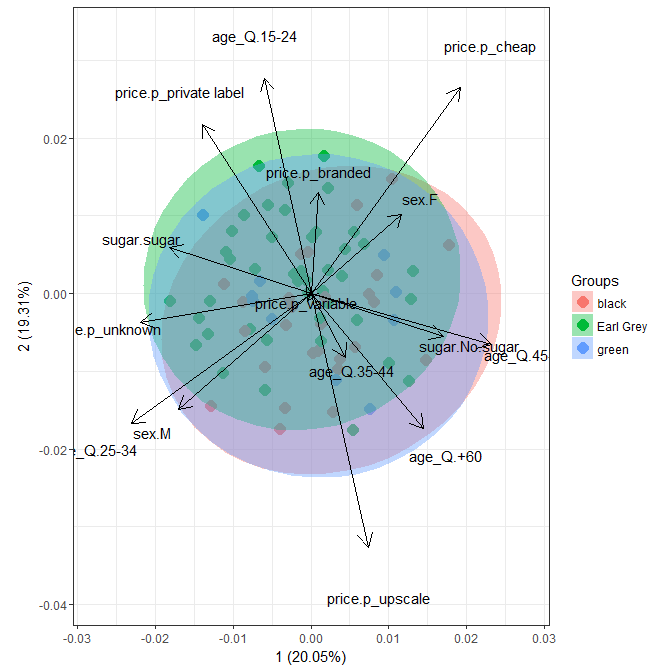 age_Q.15-24
price.p_cheap
price.p_private label
0.02
price.p_branded
sex.F
sugar.sugar
Groups
black
Earl Grey
green
0.00
price.p_variable
e.p_unknown
sugar.No.sugar
age_Q.45
age_Q.35-44
sex.M
-0.02
_Q.25-34
age_Q.+60
price.p_upscale
-0.04
2 (19.31%)
-0.03 -0.02 -0.01 0.00 0.01 0.02 0.03
1 (20.05%)